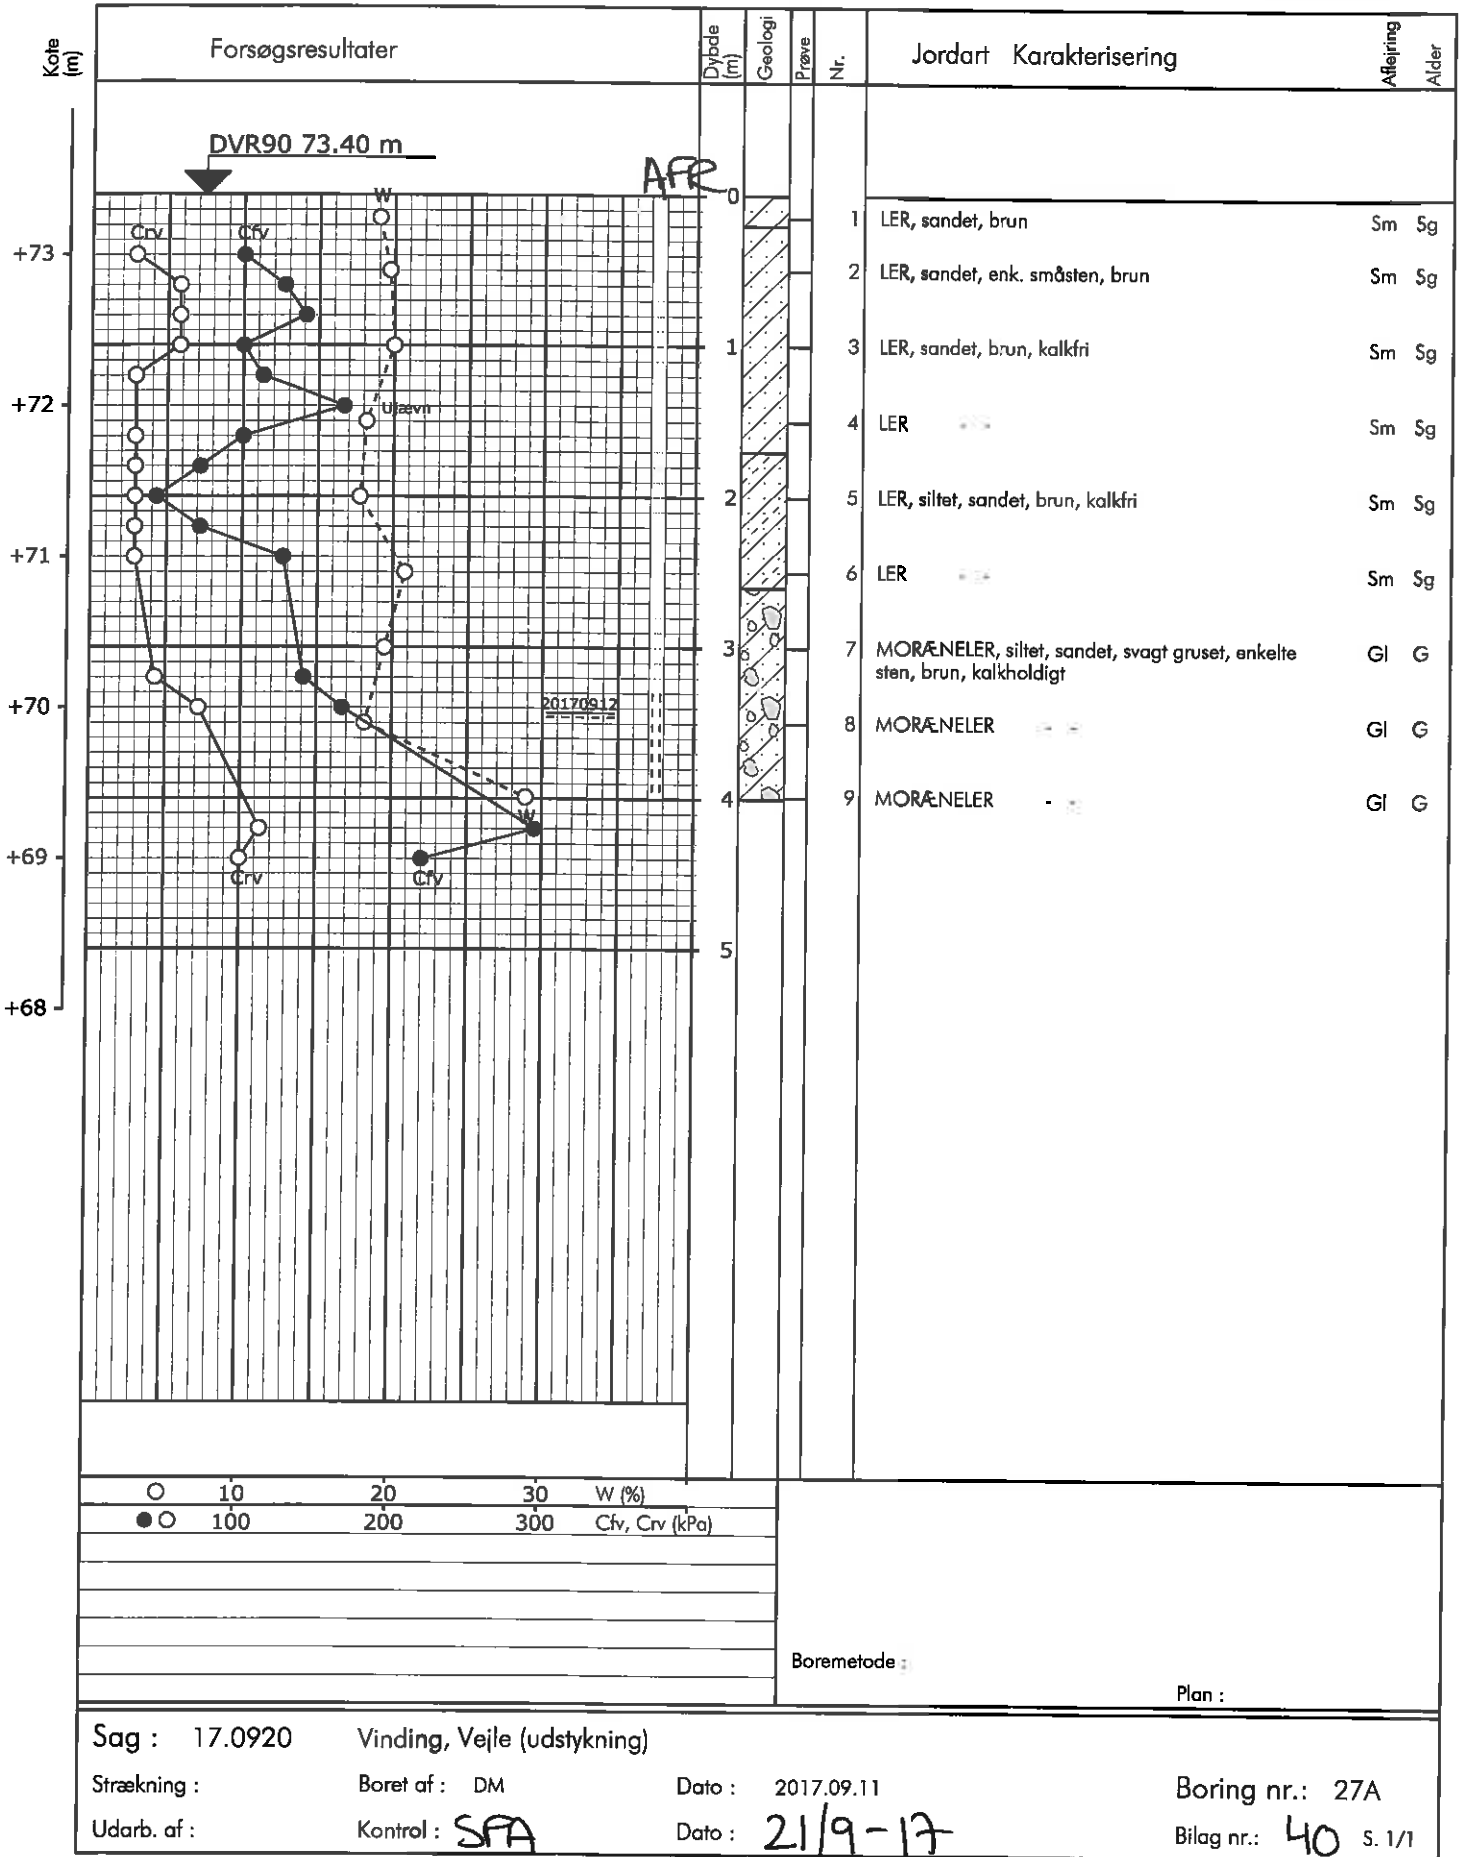 Kote (m)
Forsøgsresultater
Dybde (m)
Geologi
Prøve
Nr.
Jordart Karakterisering
Aflejring
Alder
DVR90 73.40 m
AFR
W
0
Crv Cfv
1 LER, sandet, brun Sm Sg
+73
2 LER, sandet, enk. småsten, brun Sm Sg
1
3 LER, sandet, brun, kalkfri Sm Sg
+72
Ujævn
4 LER " " Sm Sg
2
5 LER, siltet, sandet, brun, kalkfri Sm Sg
+71
6 LER " " Sm Sg
3
7 MORÆNELER, siltet, sandet, svagt gruset, enkelte Gl G
sten, brun, kalkholdigt
+70
20170912
8 MORÆNELER - - Gl G
4
9 MORÆNELER - - Gl G
W
+69
Crv Cfv
5
+68
10 20 30 W (%)
100 200 300 Cfv, Crv (kPa)
Boremetode :
Plan :
Sag : 17.0920 Vinding, Vejle (udstykning)
Strækning : Boret af : DM Dato : 2017.09.11 Boring nr.: 27A
Udarb. af : Kontrol : SFA Dato : 21/9-17 Bilag nr.: 40 S. 1/1